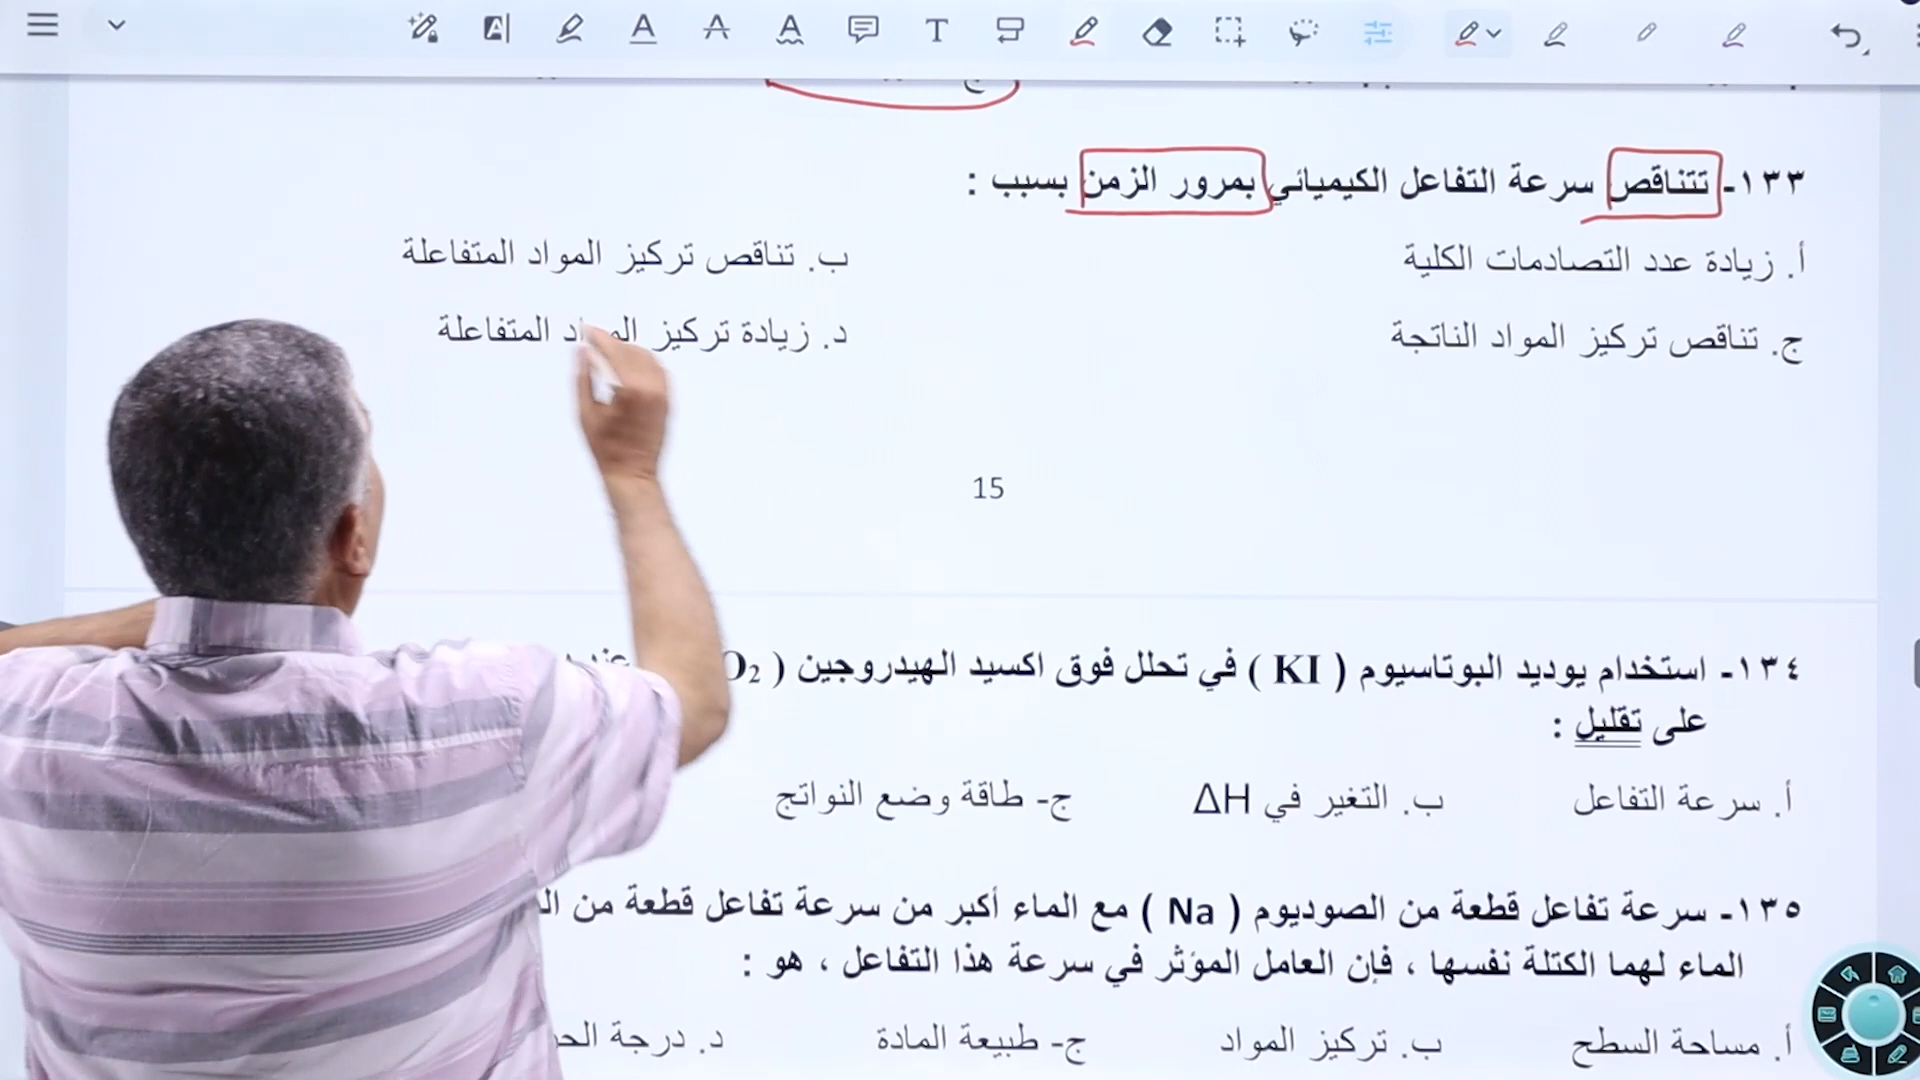 ١٣٣- تتناقص سرعة التفاعل الكيميائي بمرور الزمن بسبب :
أ. زيادة عدد التصادمات الكلية ب. تناقص تركيز المواد المتفاعلة
ج. تناقص تركيز المواد الناتجة د. زيادة تركيز المواد المتفاعلة
15
١٣٤- استخدام يوديد البوتاسيوم ( KI ) في تحلل فوق اكسيد الهيدروجين ( O₂
على تقليل :
أ. سرعة التفاعل ب. التغير في ΔH ج- طاقة وضع النواتج
١٣٥- سرعة تفاعل قطعة من الصوديوم ( Na ) مع الماء أكبر من سرعة تفاعل قطعة من
الماء لهما الكتلة نفسها ، فإن العامل المؤثر في سرعة هذا التفاعل ، هو :
أ. مساحة السطح ب. تركيز المواد ج- طبيعة المادة د. درجة